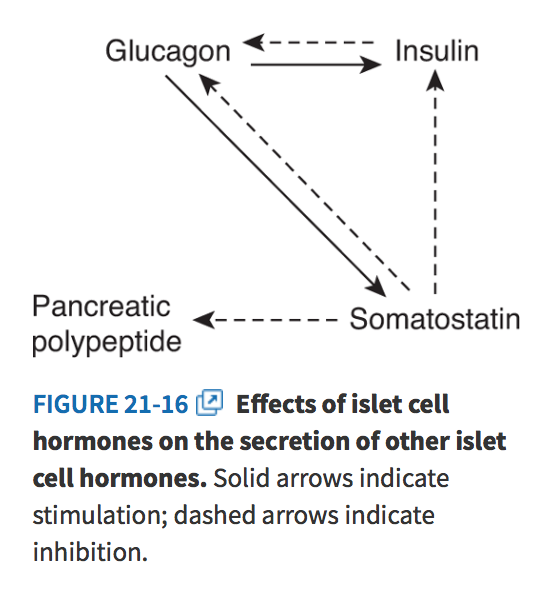 Glucagon Insulin
Pancreatic
polypeptide
Somatostatin
FIGURE 21-16 Effects of islet cell
hormones on the secretion of other islet
cell hormones. Solid arrows indicate
stimulation; dashed arrows indicate
inhibition.